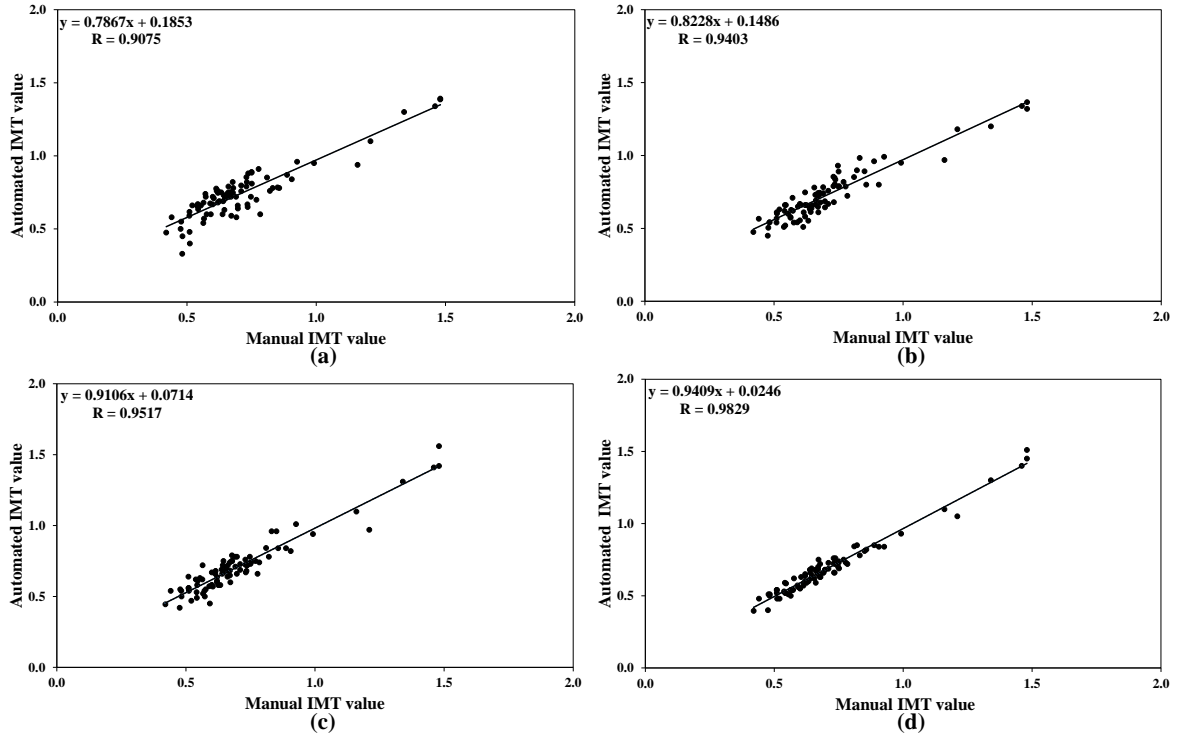 y = 0.7867x + 0.1853
R = 0.9075
2.0
1.5
1.0
0.5
0.0
Automated IMT value
0.0 0.5 1.0 1.5 2.0
Manual IMT value
(a)
y = 0.8228x + 0.1486
R = 0.9403
2.0
1.5
1.0
0.5
0.0
Automated IMT value
0.0 0.5 1.0 1.5 2.0
Manual IMT value
(b)
y = 0.9106x + 0.0714
R = 0.9517
2.0
1.5
1.0
0.5
0.0
Automated IMT value
0.0 0.5 1.0 1.5 2.0
Manual IMT value
(c)
y = 0.9409x + 0.0246
R = 0.9829
2.0
1.5
1.0
0.5
0.0
Automated IMT value
0.0 0.5 1.0 1.5 2.0
Manual IMT value
(d)